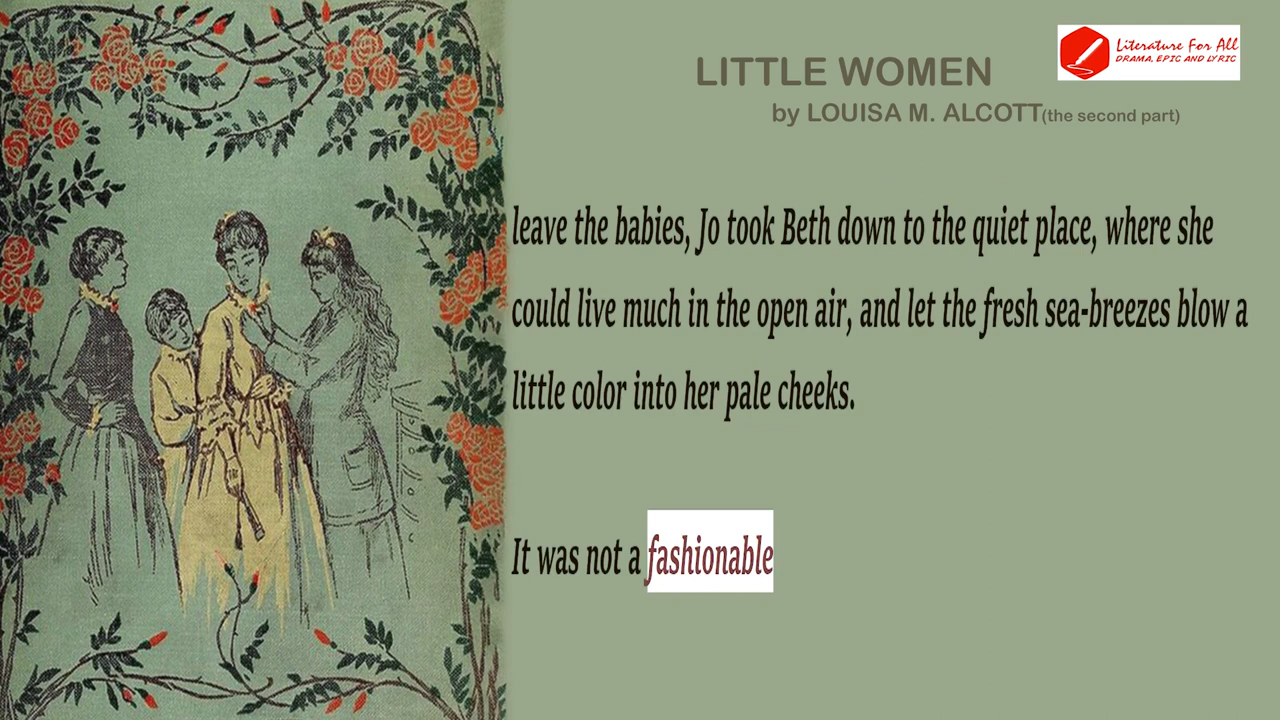 LITTLE WOMEN
by LOUISA M. ALCOTT(the second part)
Literature For All
DRAMA, EPIC AND LYRIC
leave the babies, Jo took Beth down to the quiet place, where she
could live much in the open air, and let the fresh sea-breezes blow a
little color into her pale cheeks.
It was not a fashionable